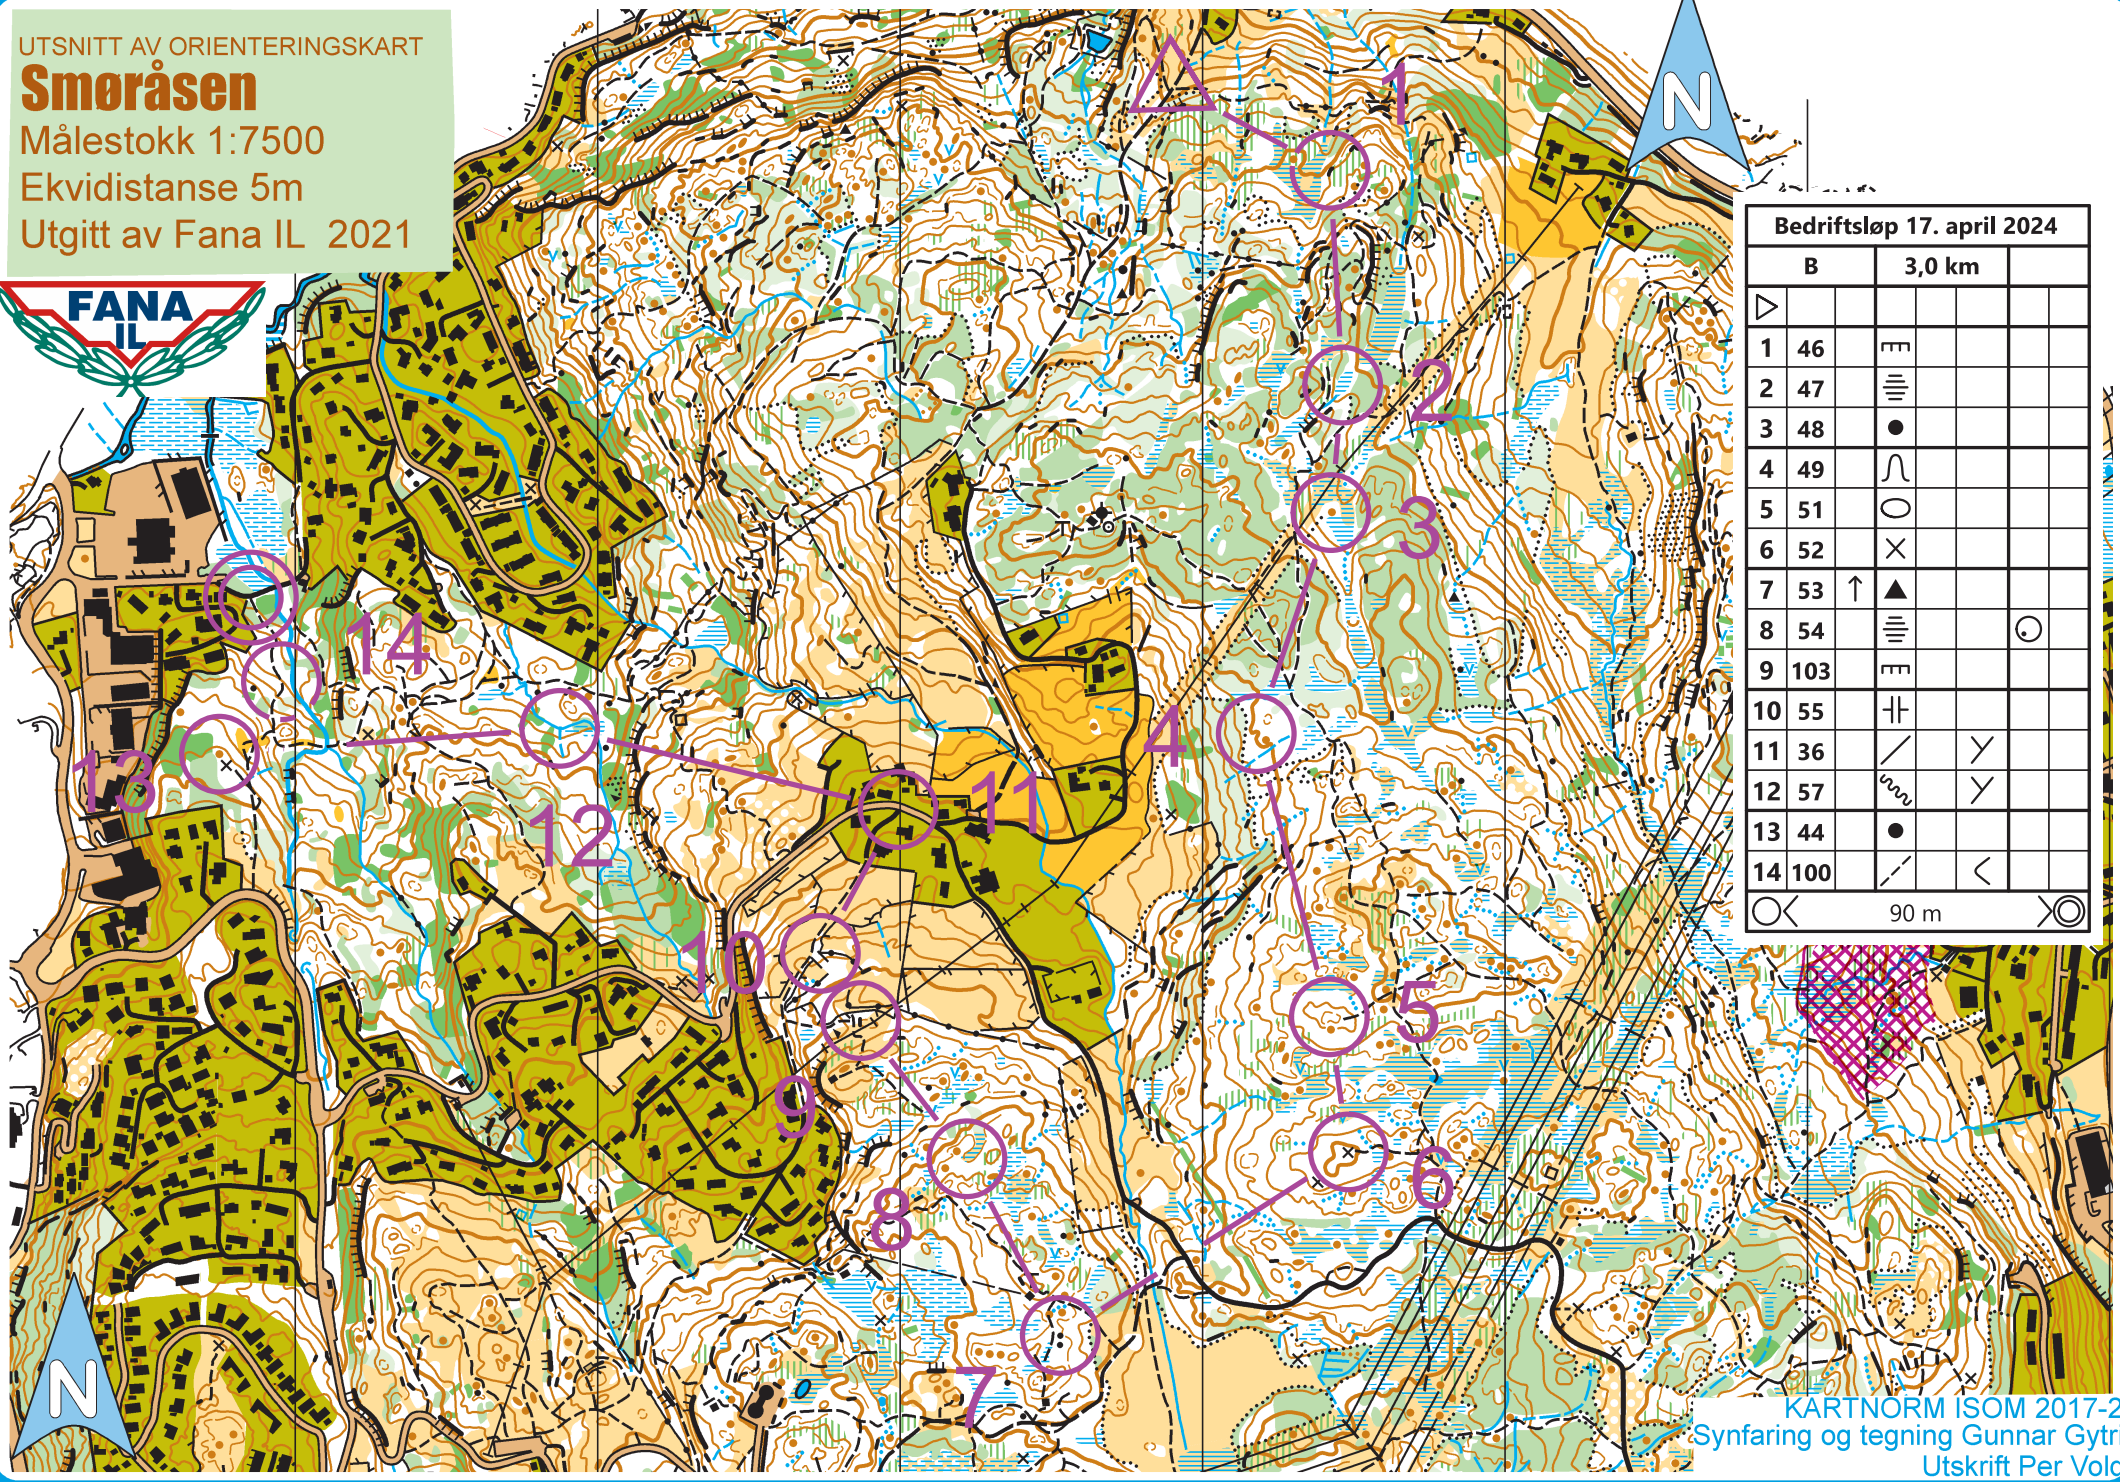 UTSNITT AV ORIENTERINGSKART
Smøråsen
Målestokk 1:7500
Ekvidistanse 5m
Utgitt av Fana IL 2021
FANA
IL
N
Bedriftsløp 17. april 2024
B 3,0 km
1 46
2 47
3 48
4 49
5 51
6 52
7 53
8 54
9 103
10 55
11 36
12 57
13 44
14 100
90 m
1
2
3
4
5
6
7
8
9
10
11
12
13
14
N
KARTNORM ISOM 2017-2
Synfaring og tegning Gunnar Gytr
Utskrift Per Vold